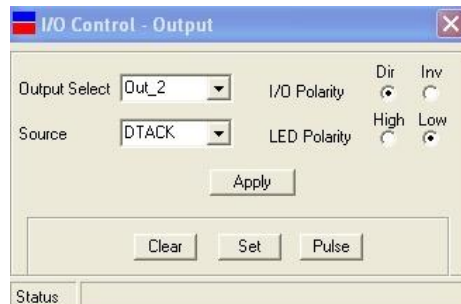 I/O Control - Output
Dir Inv
Output Select Out_2 I/O Polarity
High Low
Source DTACK LED Polarity
Apply
Clear Set Pulse
Status